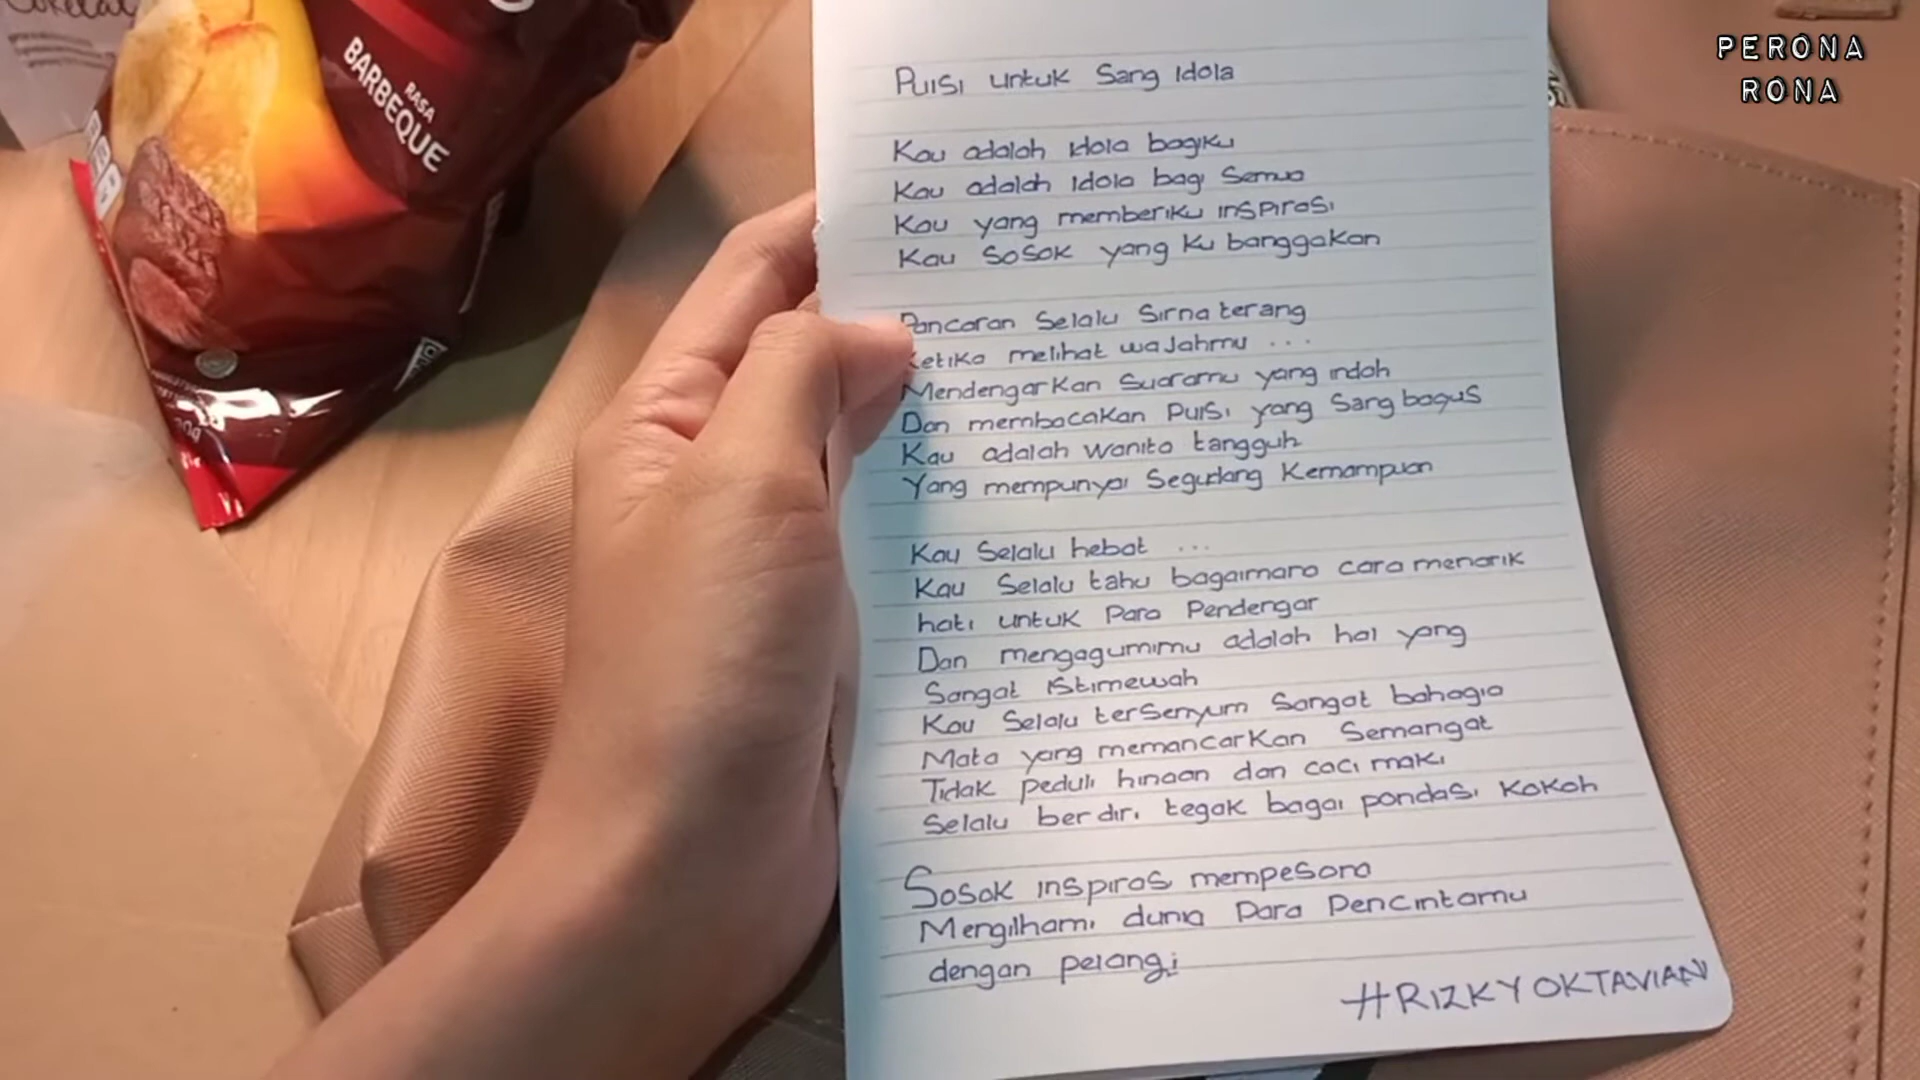 PERONA
RONA
RASA
BARBEQUE
Puisi untuk Sang Idola
Kau adalah idola bagiku
Kau adalah idola bagi semua
Kau yang memberiku inspirasi
Kau sosok yang ku banggakan
Pancaran selalu sirna terang
Ketika melihat wajahmu ...
Mendengarkan suaramu yang indah
Dan membacakan puisi yang sangbagus
Kau adalah wanita tangguh
Yang mempunyai segudang kemampuan
Kau selalu hebat ...
Kau selalu tahu bagaimana cara menarik
hati untuk para pendengar
Dan mengagumimu adalah hal yang
sangat istimewah
Kau selalu tersenyum sangat bahagia
Mata yang memancarkan semangat
Tidak peduli hinaan dan caci maki
Selalu berdiri tegak bagai pondasi kokoh
Sosok inspiras mempesona
Mengilhami dunia para pencintamu
dengan pelangi
#RIZKYOKTAVIAN